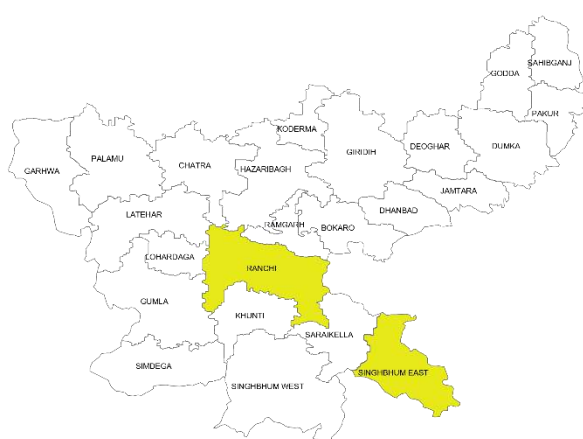 SAHIBGANJ
GODDA
PAKUR
KODERMA
DUMKA
DEOGHAR
GIRIDIH
PALAMU
CHATRA
HAZARIBAGH
GARHWA
JAMTARA
DHANBAD
LATEHAR
RAMGARH
BOKARO
LOHARDAGA
RANCHI
GUMLA
KHUNTI
SARAIKELLA
SIMDEGA
SINGHBHUM EAST
SINGHBHUM WEST